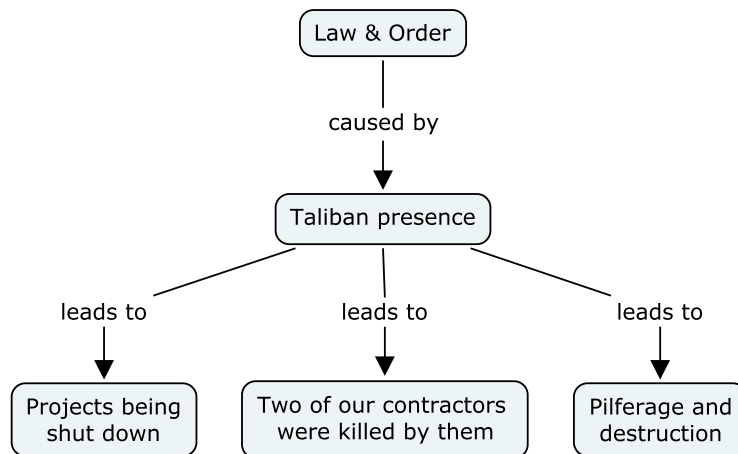 Law & Order
caused by
Taliban presence
leads to
leads to
leads to
Projects being
shut down
Two of our contractors
were killed by them
Pilferage and
destruction